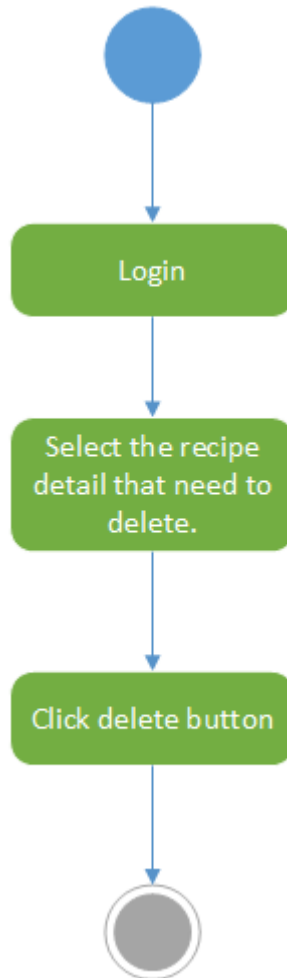 Login
Select the recipe
detail that need to
delete.
Click delete button